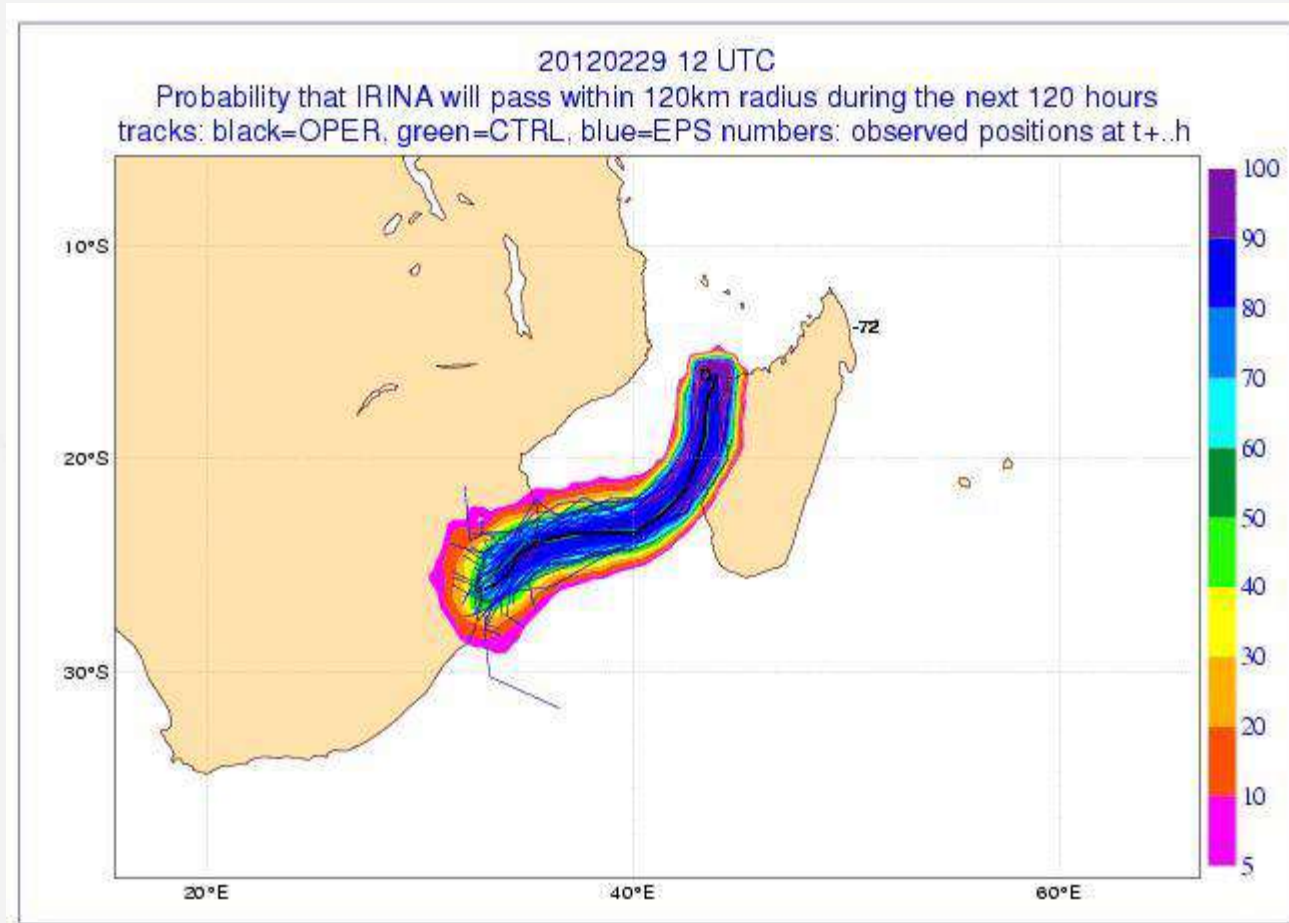 20120229 12 UTC
Probability that IRINA will pass within 120km radius during the next 120 hours
tracks: black=OPER, green=CTRL, blue=EPS numbers: observed positions at t+..h
100
90
80
70
60
50
40
30
20
10
5
10°S
20°S
30°S
-72
0
20°E
40°E
60°E